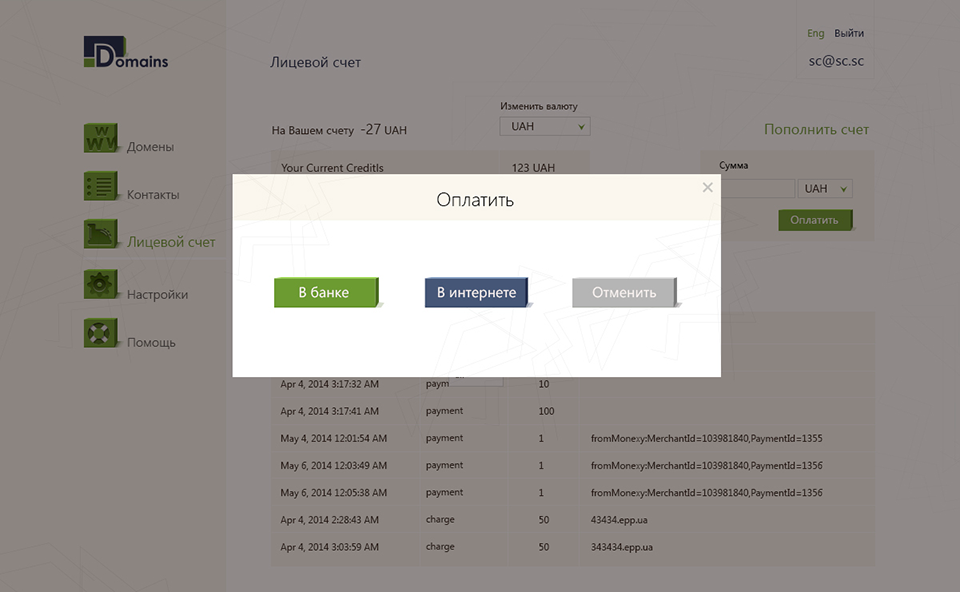 Domains
Eng Выйти
sc@sc.sc
Домены
Контакты
Лицевой счет
Настройки
Помощь
Лицевой счет
На Вашем счету -27 UAH
Изменить валюту
UAH
Пополнить счет
Your Current Creditls 123 UAH
Сумма
UAH
Оплатить
Оплатить
В банке
В интернете
Отменить
Apr 4, 2014 3:17:32 AM paym 10
Apr 4, 2014 3:17:41 AM payment 100
May 4, 2014 12:01:54 AM payment 1 fromMonexy:MerchantId=103981840,PaymentId=1355
May 6, 2014 12:03:49 AM payment 1 fromMonexy:MerchantId=103981840,PaymentId=1356
May 6, 2014 12:05:38 AM payment 1 fromMonexy:MerchantId=103981840,PaymentId=1356
Apr 4, 2014 2:28:43 AM charge 50 43434.epp.ua
Apr 4, 2014 3:03:59 AM charge 50 343434.epp.ua